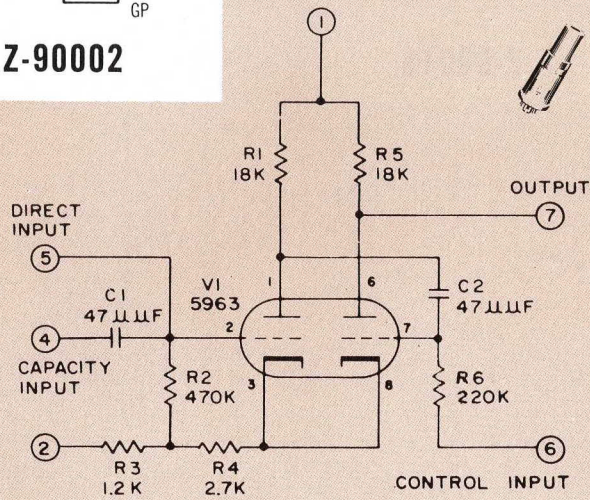 GP
Z-90002
1
R1
18K
R5
18K
OUTPUT
7
DIRECT
INPUT
5
C1
47 µµF
V1
5963
1
6
C2
47 µµF
4
2
7
CAPACITY
INPUT
R2
470K
3
8
R6
220K
2
R3
1.2 K
R4
2.7K
6
CONTROL INPUT